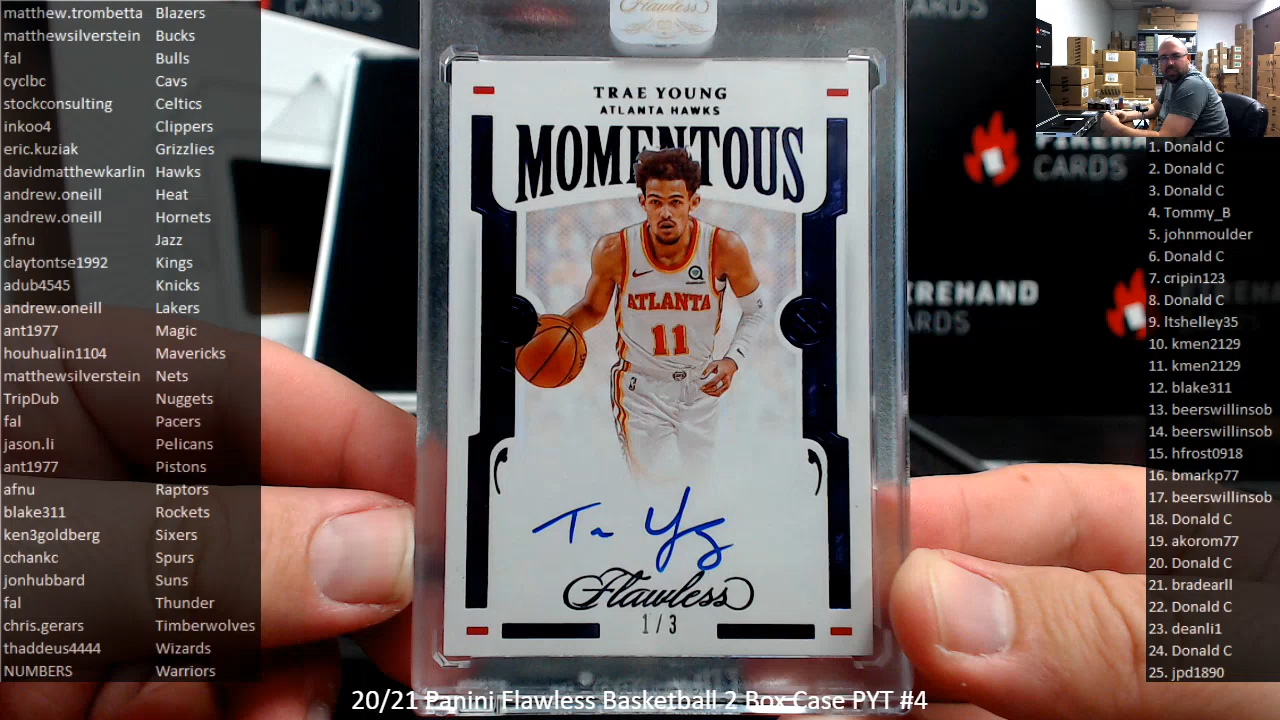 matthew.trombetta Blazers
matthewsilverstein Bucks
fal Bulls
cyclbc Cavs
stockconsulting Celtics
inkoo4 Clippers
eric.kuziak Grizzlies
davidmatthewkarlin Hawks
andrew.oneill Heat
andrew.oneill Hornets
afnu Jazz
claytontse1992 Kings
adub4545 Knicks
andrew.oneill Lakers
ant1977 Magic
houhualin1104 Mavericks
matthewsilverstein Nets
TripDub Nuggets
fal Pacers
jason.li Pelicans
ant1977 Pistons
afnu Raptors
blake311 Rockets
ken3goldberg Sixers
cchankc Spurs
jonhubbard Suns
fal Thunder
chris.gerars Timberwolves
thaddeus4444 Wizards
NUMBERS Warriors
Flawless
TRAE YOUNG
ATLANTA HAWKS
MOMENTOUS
ATLANTA
11
Flawless
1/3
CARDS
FIREHAND
CARDS
FIREHAND
CARDS
1. Donald C
2. Donald C
3. Donald C
4. Tommy_B
5. johnmoulder
6. Donald C
7. cripin123
8. Donald C
9. ltshelley35
10. kmen2129
11. kmen2129
12. blake311
13. beerswillinsob
14. beerswillinsob
15. hfrost0918
16. bmarkp77
17. beerswillinsob
18. Donald C
19. akorom77
20. Donald C
21. bradearll
22. Donald C
23. deanli1
24. Donald C
25. jpd1890
20/21 Panini Flawless Basketball 2 Box Case PYT #4